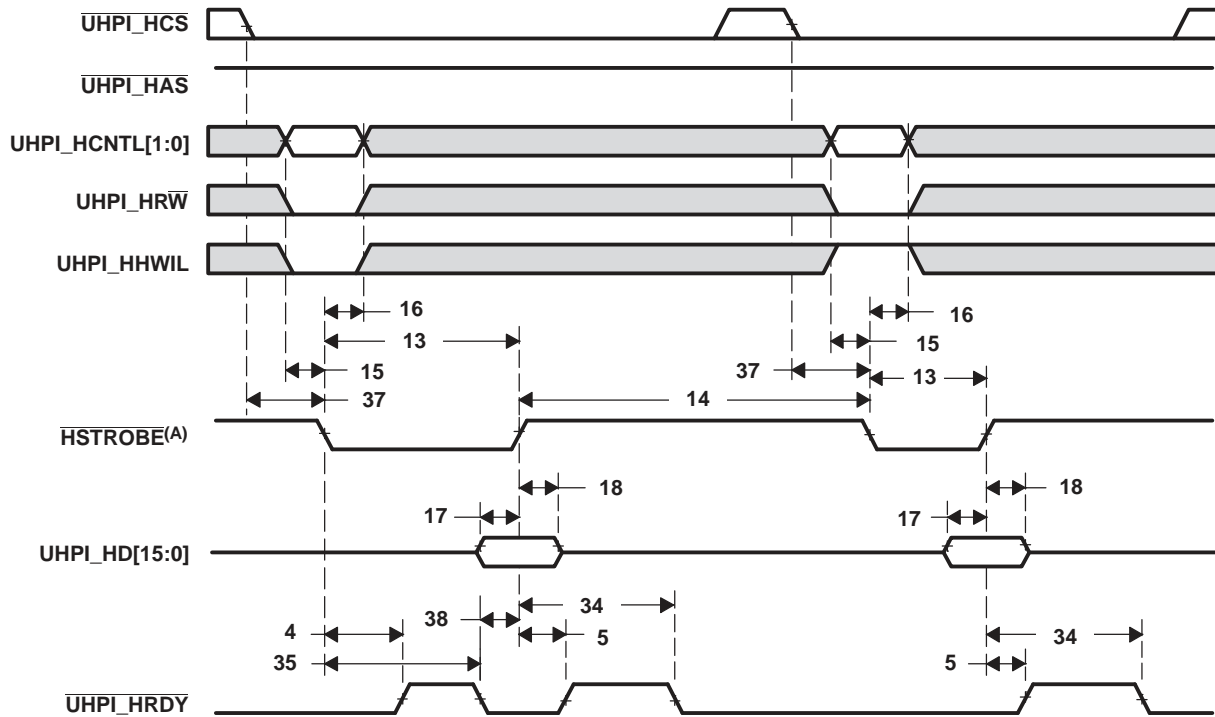 UHPI_HCS
UHPI_HAS
UHPI_HCNTL[1:0]
UHPI_HRW
UHPI_HHWIL
16
16
13
15
15
37
13
37
14
HSTROBE(A)
18
18
17
17
UHPI_HD[15:0]
34
38
4
5
34
35
5
UHPI_HRDY